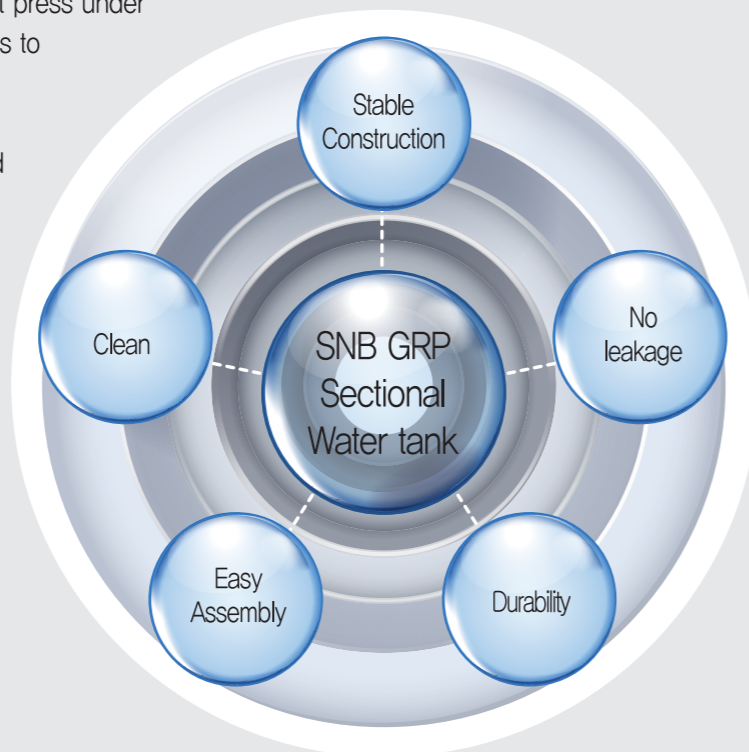 t press under
s to
d
Stable
Construction
Clean
No
leakage
SNB GRP
Sectional
Water tank
Easy
Assembly
Durability